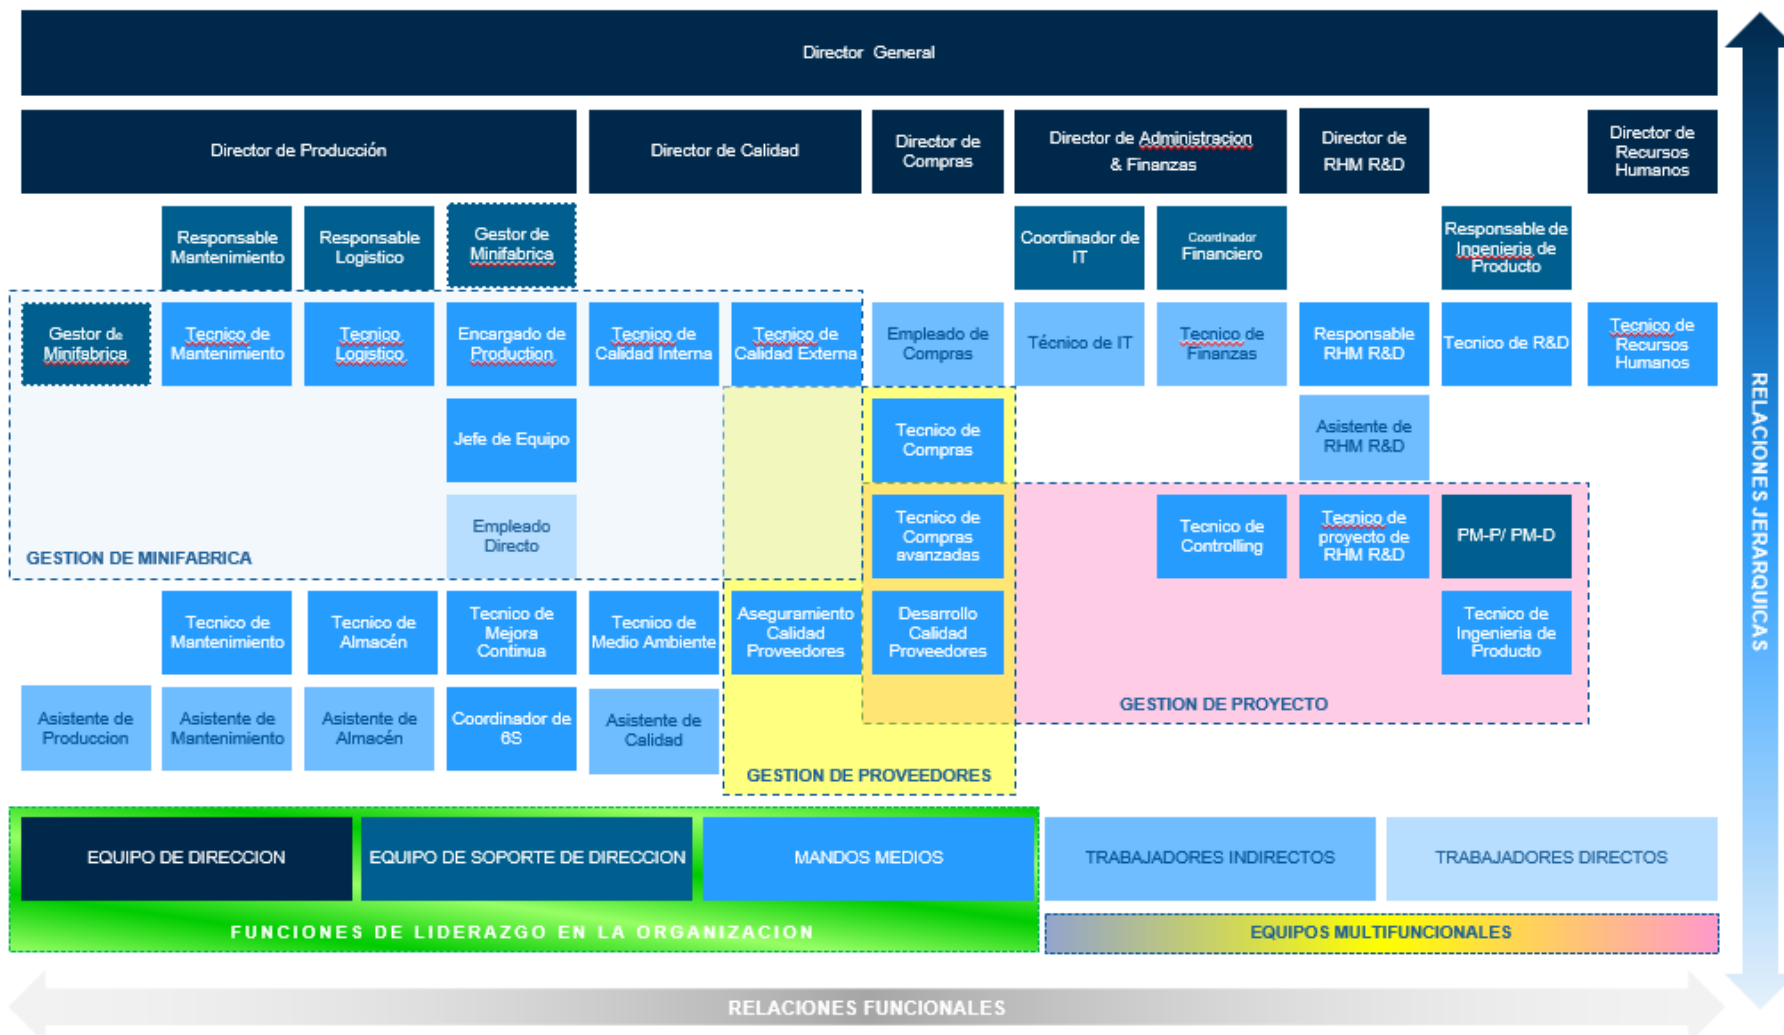 Director General
Director de Producción
Director de Calidad
Director de
Compras
Director de Administracion
& Finanzas
Director de
RHM R&D
Director de
Recursos
Humanos
Responsable
Mantenimiento
Responsable
Logistico
Gestor de
Minifabrica
Coordinador de
IT
Coordinador
Financiero
Responsable de
Ingenieria de
Producto
Gestor de
Minifabrica
Tecnico de
Mantenimiento
Tecnico
Logistico
Encargado de
Production
Tecnico de
Calidad Interna
Tecnico de
Calidad Externa
Empleado de
Compras
Técnico de IT
Tecnico de
Finanzas
Responsable
RHM R&D
Tecnico de R&D
Tecnico de
Recursos
Humanos
Jefe de Equipo
Tecnico de
Compras
Asistente de
RHM R&D
Empleado
Directo
Tecnico de
Compras
avanzadas
Tecnico de
Controlling
Tecnico de
proyecto de
RHM R&D
PM-P/ PM-D
GESTION DE MINIFABRICA
Tecnico de
Mantenimiento
Tecnico de
Almacén
Tecnico de
Mejora
Continua
Tecnico de
Medio Ambiente
Aseguramiento
Calidad
Proveedores
Desarrollo
Calidad
Proveedores
Tecnico de
Ingenieria de
Producto
GESTION DE PROYECTO
Asistente de
Produccion
Asistente de
Mantenimiento
Asistente de
Almacén
Coordinador de
6S
Asistente de
Calidad
GESTION DE PROVEEDORES
EQUIPO DE DIRECCION
EQUIPO DE SOPORTE DE DIRECCION
MANDOS MEDIOS
TRABAJADORES INDIRECTOS
TRABAJADORES DIRECTOS
FUNCIONES DE LIDERAZGO EN LA ORGANIZACION
EQUIPOS MULTIFUNCIONALES
RELACIONES FUNCIONALES
RELACIONES JERARQUICAS